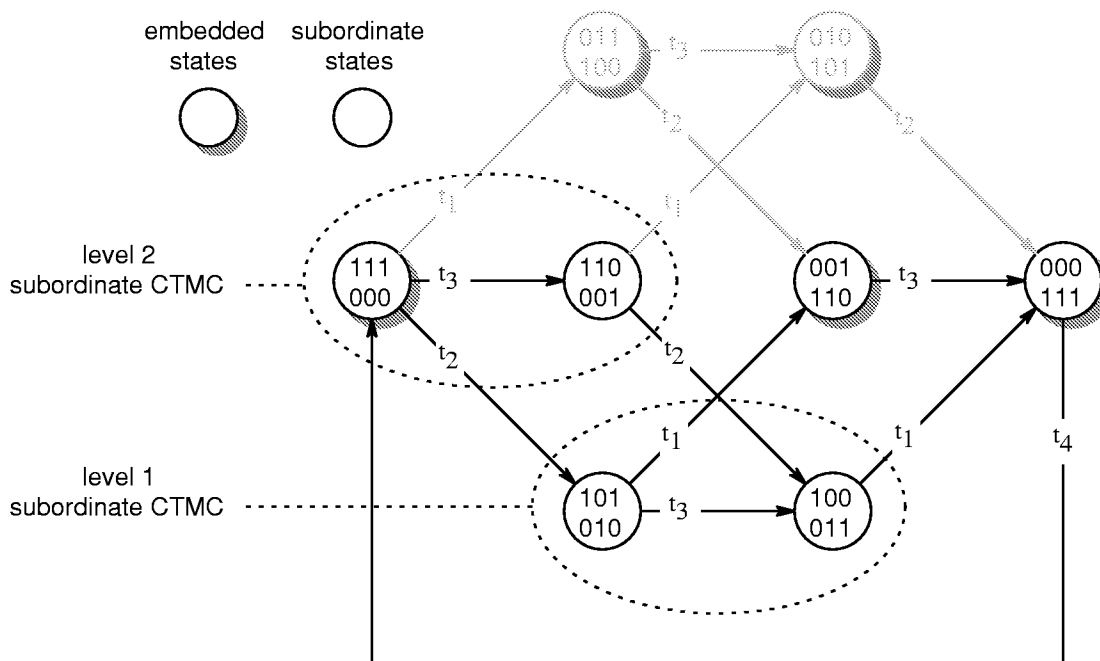 embedded
states
subordinate
states
011
100
t3
010
101
t2
t2
t1
t1
level 2
subordinate CTMC
111
000
t3
110
001
001
110
t3
000
111
t2
t2
level 1
subordinate CTMC
t1
t1
t4
101
010
t3
100
011